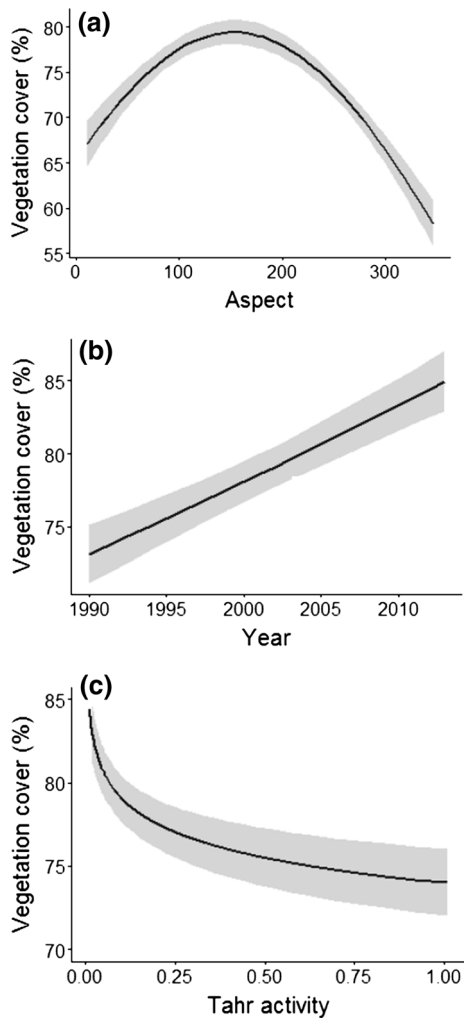 (a)
Vegetation cover (%)
80
75
70
65
60
55
0 100 200 300
Aspect
(b)
Vegetation cover (%)
85
80
75
1990 1995 2000 2005 2010
Year
(c)
Vegetation cover (%)
85
80
75
70
0.00 0.25 0.50 0.75 1.00
Tahr activity